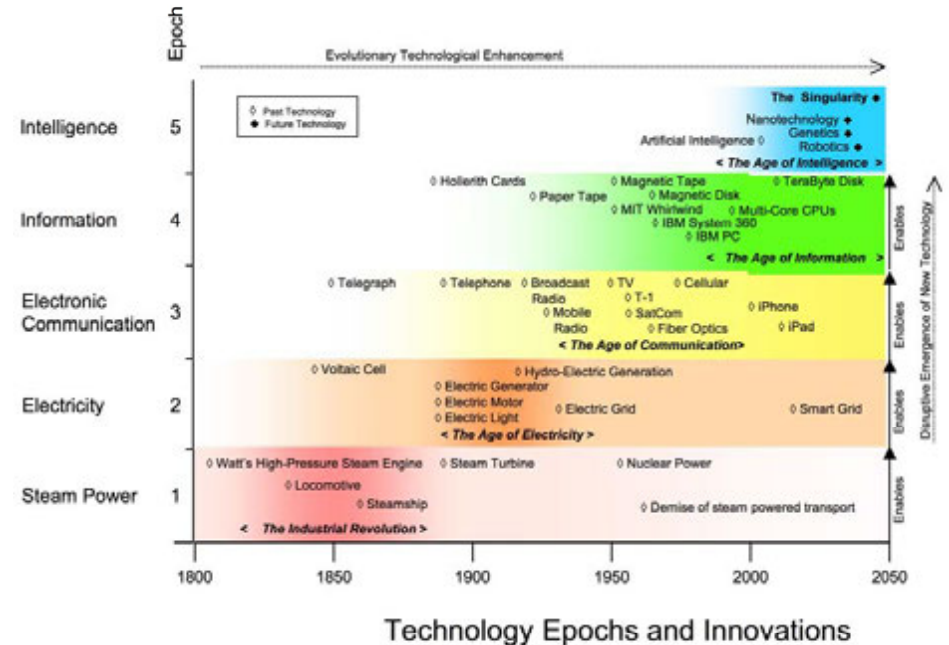 Epoch
Evolutionary Technological Enhancement
Past Technology
Future Technology
Intelligence 5
The Singularity
Nanotechnology
Genetics
Artificial Intelligence
Robotics
< The Age of Intelligence >
Information 4
Hollerith Cards
Magnetic Tape
TeraByte Disk
Paper Tape
Magnetic Disk
MIT Whirlwind
Multi-Core CPUs
IBM System 360
IBM PC
< The Age of Information >
Enables
Electronic
Communication 3
Telegraph
Telephone
Broadcast
Radio
TV
Cellular
T-1
Mobile
Radio
SatCom
Fiber Optics
iPhone
iPad
< The Age of Communication>
Enables
Electricity 2
Voltaic Cell
Hydro-Electric Generation
Electric Generator
Electric Motor
Electric Light
Electric Grid
Smart Grid
< The Age of Electricity >
Enables
Steam Power 1
Watt's High-Pressure Steam Engine
Steam Turbine
Nuclear Power
Locomotive
Steamship
Demise of steam powered transport
< The Industrial Revolution >
Enables
Disruptive Emergence of New Technology
1800 1850 1900 1950 2000 2050
Technology Epochs and Innovations